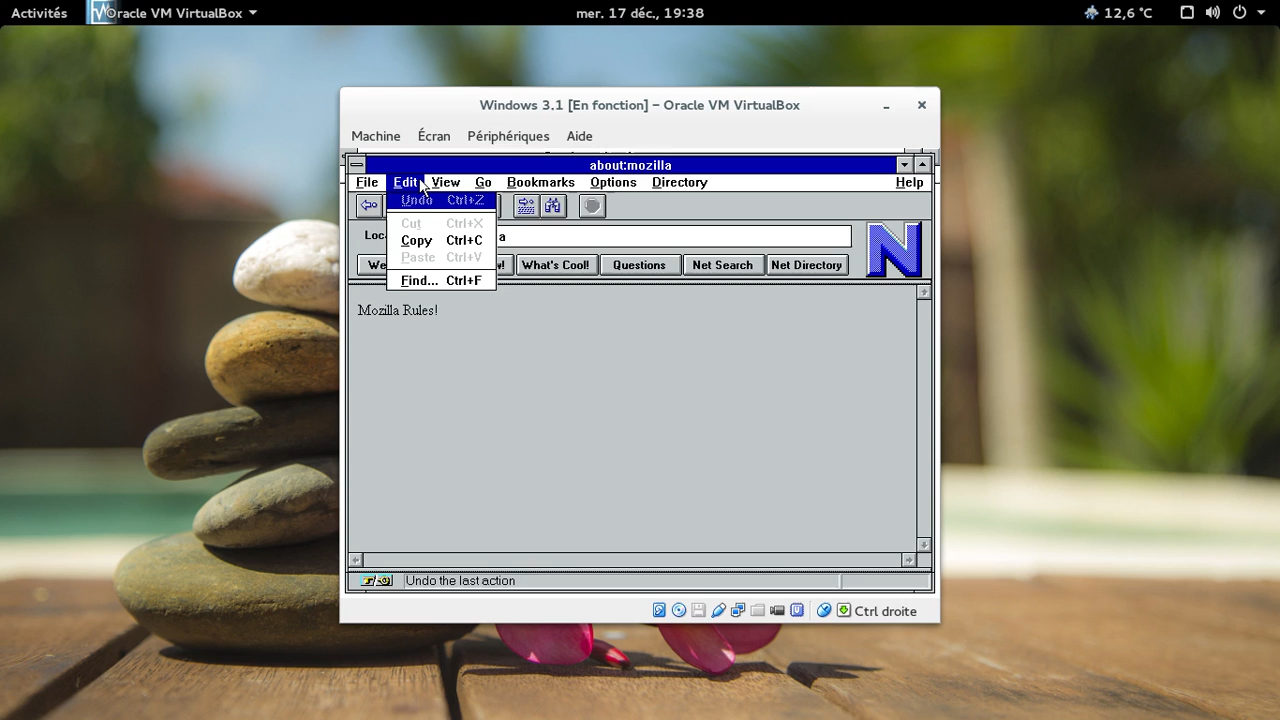 Activités Oracle VM VirtualBox mer. 17 déc., 19:38 12,6 °C
Windows 3.1 [En fonction] – Oracle VM VirtualBox
Machine Écran Périphériques Aide
about:mozilla
File Edit View Go Bookmarks Options Directory Help
Undo Ctrl+Z
Cut Ctrl+X
Copy Ctrl+C
Paste Ctrl+V
Find... Ctrl+F
Loc a
We w! What's Cool! Questions Net Search Net Directory
N
Mozilla Rules!
Undo the last action
Ctrl droite